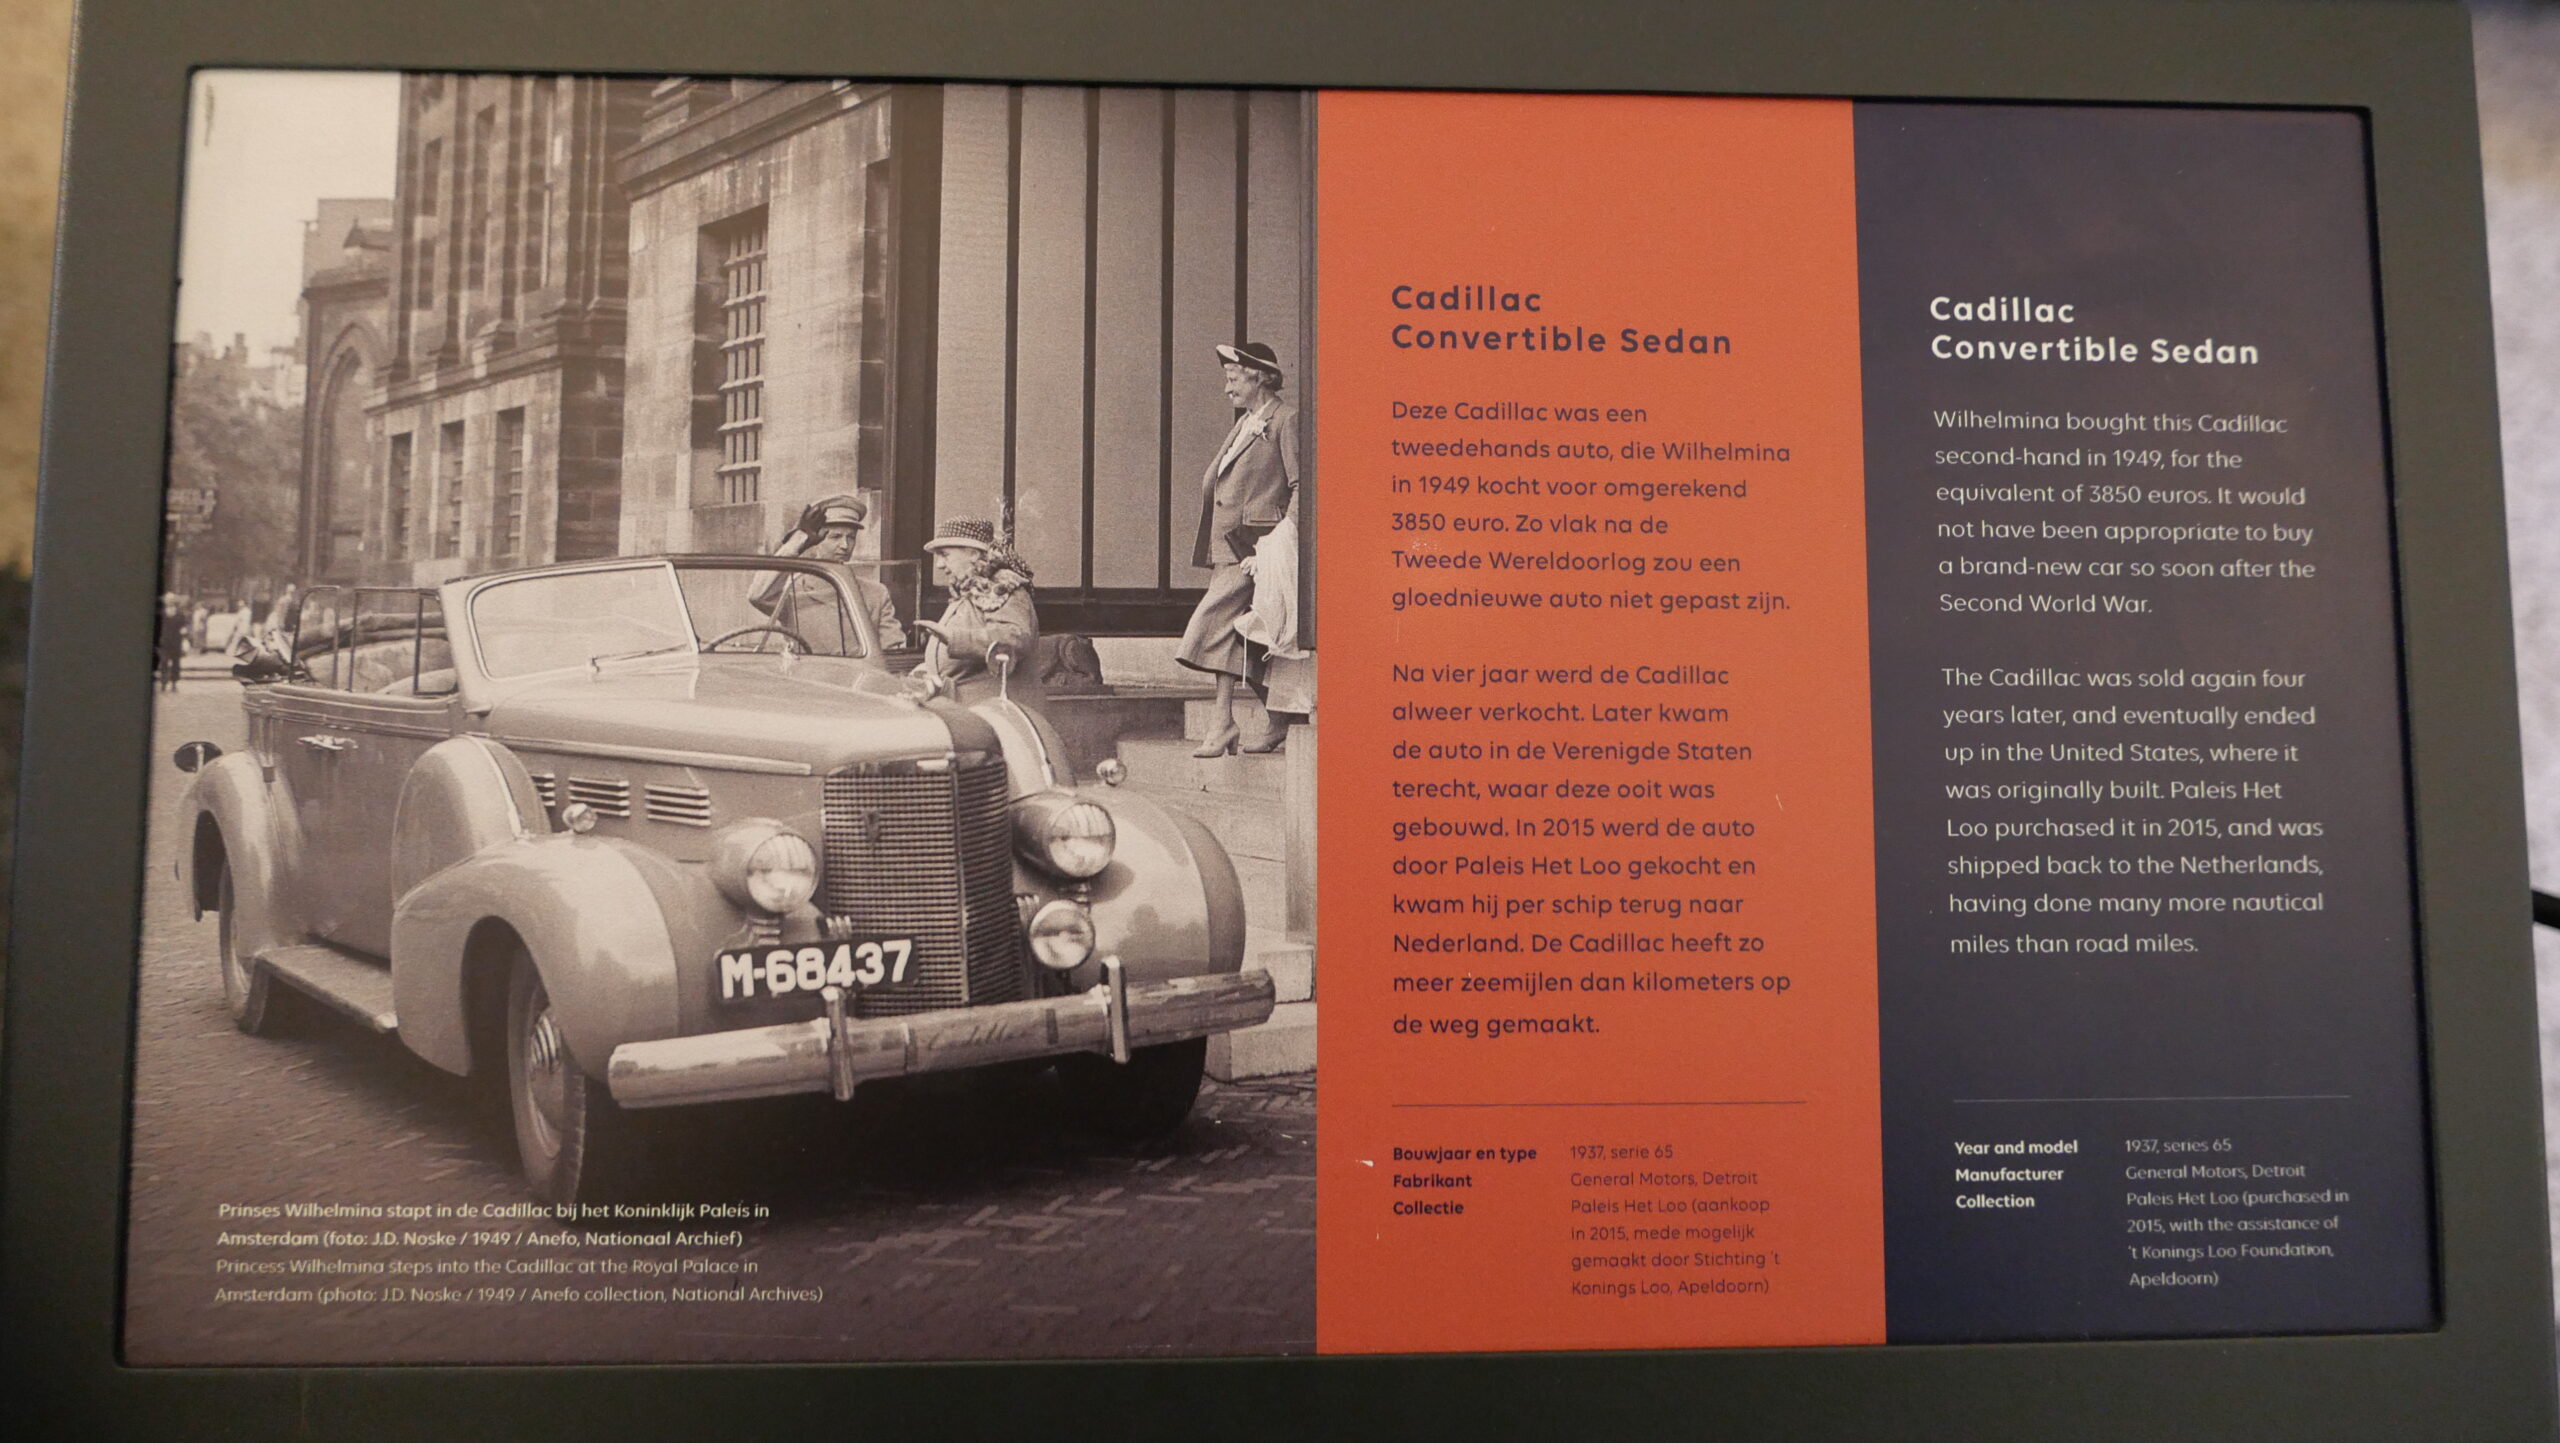 M-68437
Cadillac
Prinses Wilhelmina stapt in de Cadillac bij het Koninklijk Paleis in
Amsterdam (foto: J.D. Noske / 1949 / Anefo, Nationaal Archief)
Princess Wilhelmina steps into the Cadillac at the Royal Palace in
Amsterdam (photo: J.D. Noske / 1949 / Anefo collection, National Archives)
Cadillac
Convertible Sedan
Deze Cadillac was een
tweedehands auto, die Wilhelmina
in 1949 kocht voor omgerekend
3850 euro. Zo vlak na de
Tweede Wereldoorlog zou een
gloednieuwe auto niet gepast zijn.
Na vier jaar werd de Cadillac
alweer verkocht. Later kwam
de auto in de Verenigde Staten
terecht, waar deze ooit was
gebouwd. In 2015 werd de auto
door Paleis Het Loo gekocht en
kwam hij per schip terug naar
Nederland. De Cadillac heeft zo
meer zeemijlen dan kilometers op
de weg gemaakt.
Bouwjaar en type 1937, serie 65
Fabrikant General Motors, Detroit
Collectie Paleis Het Loo (aankoop
in 2015, mede mogelijk
gemaakt door Stichting 't
Konings Loo, Apeldoorn)
Cadillac
Convertible Sedan
Wilhelmina bought this Cadillac
second-hand in 1949, for the
equivalent of 3850 euros. It would
not have been appropriate to buy
a brand-new car so soon after the
Second World War.
The Cadillac was sold again four
years later, and eventually ended
up in the United States, where it
was originally built. Paleis Het
Loo purchased it in 2015, and was
shipped back to the Netherlands,
having done many more nautical
miles than road miles.
Year and model 1937, series 65
Manufacturer General Motors, Detroit
Collection Paleis Het Loo (purchased in
2015, with the assistance of
't Konings Loo Foundation,
Apeldoorn)